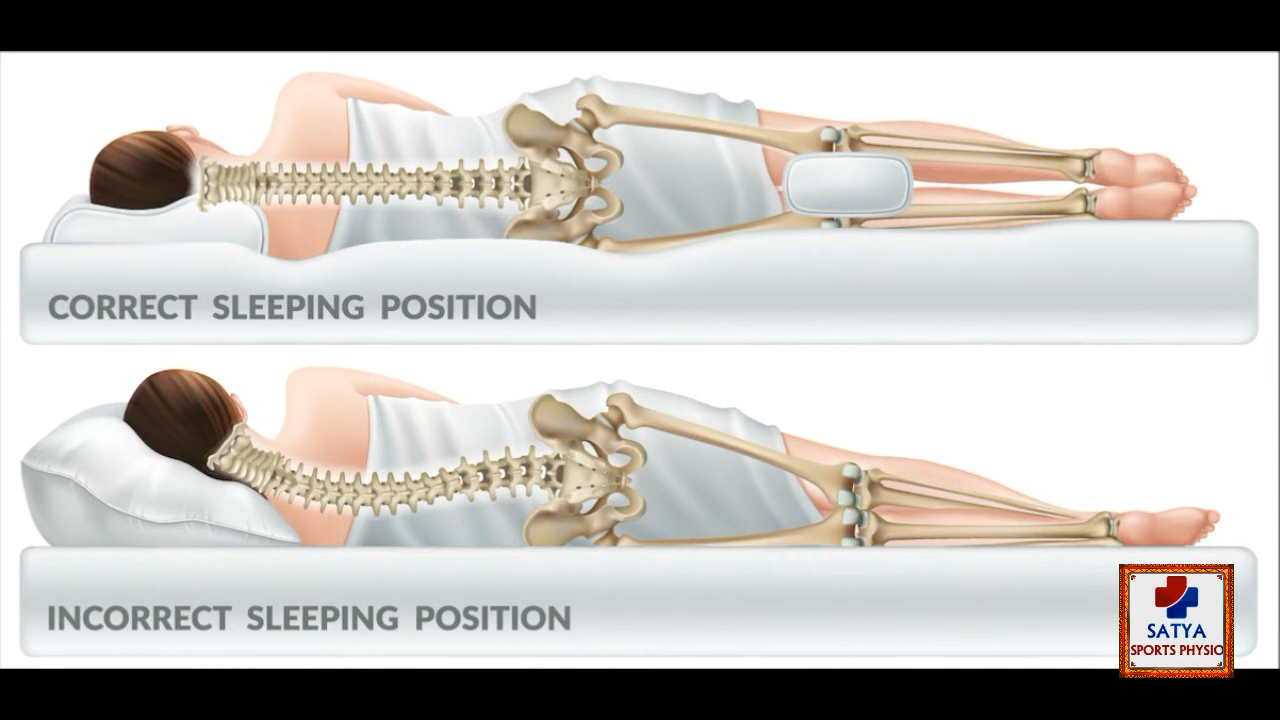 CORRECT SLEEPING POSITION
INCORRECT SLEEPING POSITION
SATYA
SPORTS PHYSIO